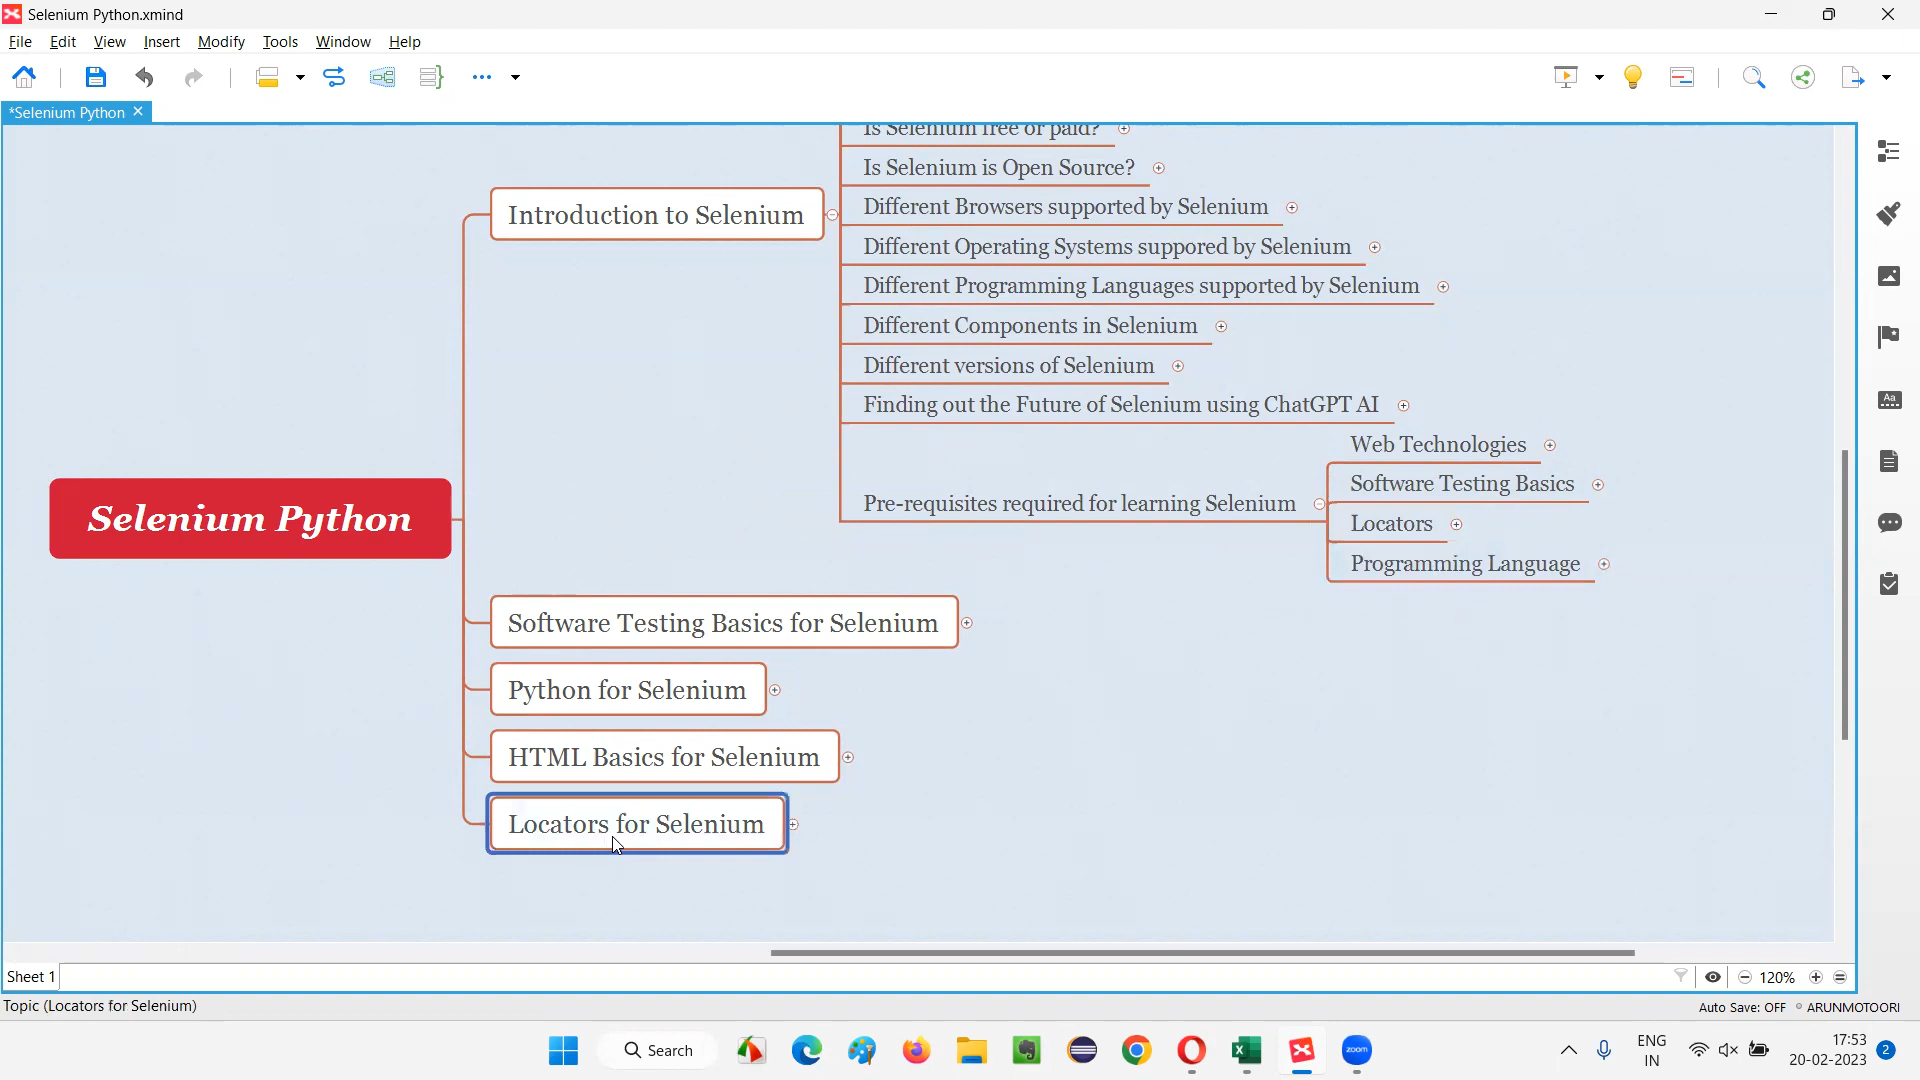 Selenium Python.xmind
File Edit View Insert Modify Tools Window Help
*Selenium Python
Is Selenium free or paid?
Is Selenium is Open Source?
Different Browsers supported by Selenium
Introduction to Selenium
Different Operating Systems suppored by Selenium
Different Programming Languages supported by Selenium
Different Components in Selenium
Different versions of Selenium
Finding out the Future of Selenium using ChatGPT AI
Pre-requisites required for learning Selenium
Web Technologies
Software Testing Basics
Locators
Programming Language
Selenium Python
Software Testing Basics for Selenium
Python for Selenium
HTML Basics for Selenium
Locators for Selenium
Aa
Sheet 1
120%
Topic (Locators for Selenium)
Auto Save: OFF
ARUNMOTOORI
Search
zoom
ENG
IN
17:53
20-02-2023
2